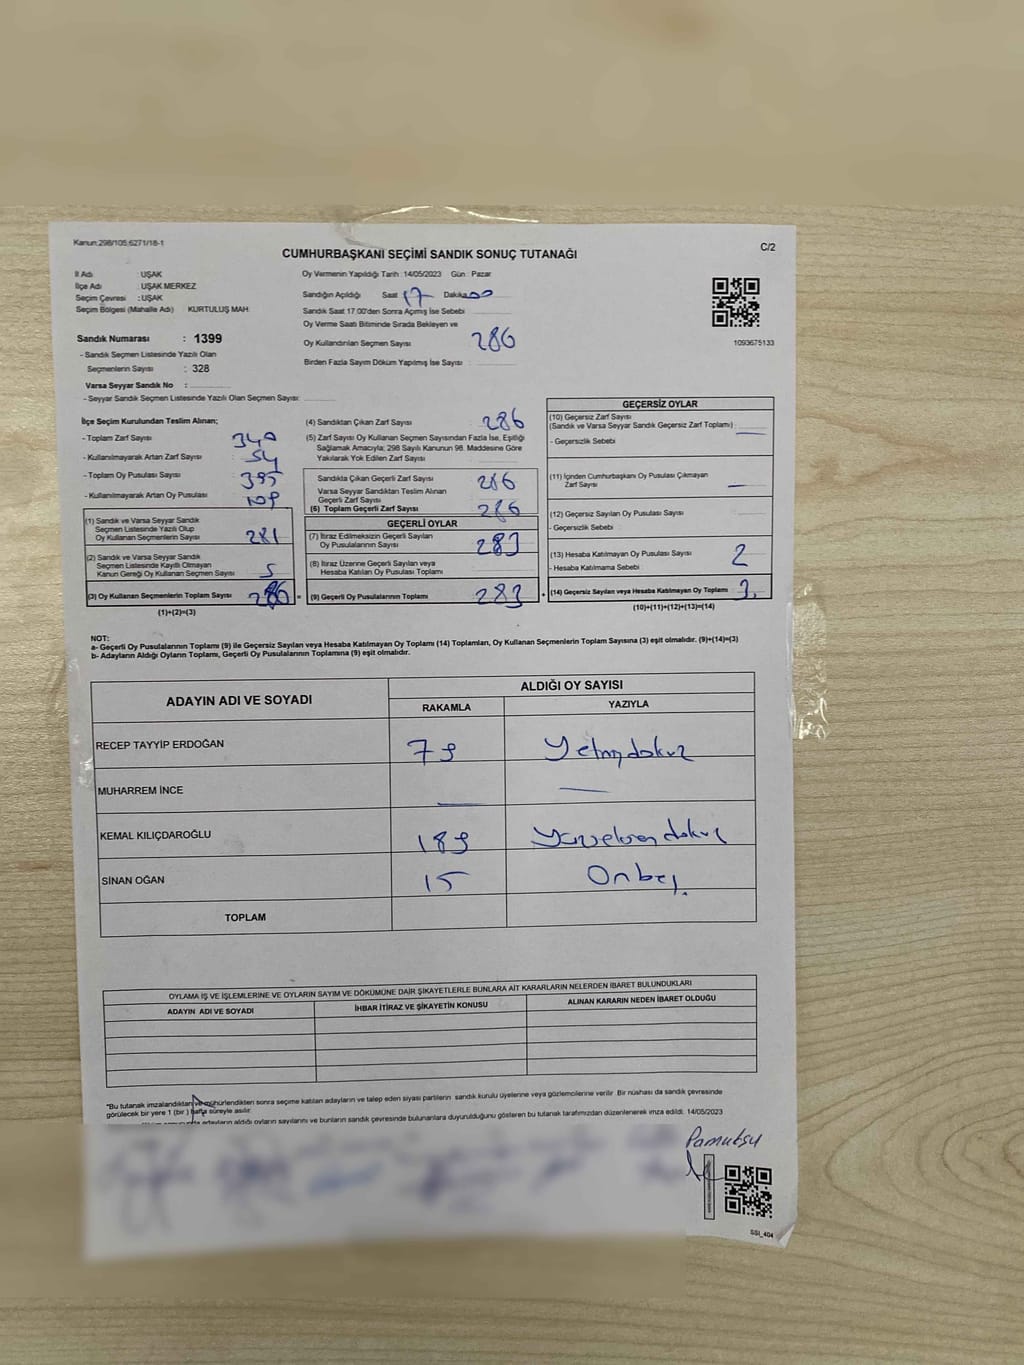 Kanun:298/105,6271/18-1
CUMHURBAŞKANI SEÇİMİ SANDIK SONUÇ TUTANAĞI
C/2
İl Adı : UŞAK
İlçe Adı : UŞAK MERKEZ
Seçim Çevresi : UŞAK
Seçim Bölgesi (Mahalle Adı) KURTULUŞ MAH.
Sandık Numarası : 1399
- Sandık Seçmen Listesinde Yazılı Olan
Seçmenlerin Sayısı : 328
Varsa Seyyar Sandık No :
- Seyyar Sandık Seçmen Listesinde Yazılı Olan Seçmen Sayısı:
Oy Vermenin Yapıldığı Tarih : 14/05/2023 Gün : Pazar
Sandığın Açıldığı Saat 17 Dakika 00
Sandık Saat 17.00'den Sonra Açımış İse Sebebi
Oy Verme Saati Bitiminde Sırada Bekleyen ve
Oy Kullandırılan Seçmen Sayısı 286
Birden Fazla Sayım Döküm Yapılmış İse Sayısı :
1093675133
İlçe Seçim Kurulundan Teslim Alınan;
- Toplam Zarf Sayısı : 340
- Kullanılmayarak Artan Zarf Sayısı : 54
- Toplam Oy Pusulası Sayısı : 395
- Kullanılmayarak Artan Oy Pusulası : 109
(1) Sandık ve Varsa Seyyar Sandık
Seçmen Listesinde Yazılı Olup
Oy Kullanan Seçmenlerin Sayısı 281
(2) Sandık ve Varsa Seyyar Sandık
Seçmen Listesinde Kayıtlı Olmayan
Kanun Gereği Oy Kullanan Seçmen Sayısı 5
(3) Oy Kullanan Seçmenlerin Toplam Sayısı 286 =
(1)+(2)=(3)
(4) Sandıktan Çıkan Zarf Sayısı : 286
(5) Zarf Sayısı Oy Kullanan Seçmen Sayısından Fazla İse, Eşitliği
Sağlamak Amacıyla; 298 Sayılı Kanunun 98. Maddesine Göre
Yakılarak Yok Edilen Zarf Sayısı :
Sandıkta Çıkan Geçerli Zarf Sayısı 286
Varsa Seyyar Sandıktan Teslim Alınan
Geçerli Zarf Sayısı
(6) Toplam Geçerli Zarf Sayısı 286
GEÇERLİ OYLAR
(7) İtiraz Edilmeksizin Geçerli Sayılan
Oy Pusulalarının Sayısı 283
(8) İtiraz Üzerine Geçerli Sayılan veya
Hesaba Katılan Oy Pusulası Toplamı
(9) Geçerli Oy Pusulalarının Toplamı 283 +
GEÇERSİZ OYLAR
(10) Geçersiz Zarf Sayısı
(Sandık ve Varsa Seyyar Sandık Geçersiz Zarf Toplamı) :
- Geçersizlik Sebebi
(11) İçinden Cumhurbaşkanı Oy Pusulası Çıkmayan
Zarf Sayısı : —
(12) Geçersiz Sayılan Oy Pusulası Sayısı
- Geçersizlik Sebebi
(13) Hesaba Katılmayan Oy Pusulası Sayısı 2
- Hesaba Katılmama Sebebi
(14) Geçersiz Sayılan veya Hesaba Katılmayan Oy Toplamı 3
(10)+(11)+(12)+(13)=(14)
NOT:
a- Geçerli Oy Pusulalarının Toplamı (9) ile Geçersiz Sayılan veya Hesaba Katılmayan Oy Toplamı (14) Toplamları, Oy Kullanan Seçmenlerin Toplam Sayısına (3) eşit olmalıdır. (9)+(14)=(3)
b- Adayların Aldığı Oyların Toplamı, Geçerli Oy Pusulalarının Toplamına (9) eşit olmalıdır.
ADAYIN ADI VE SOYADI ALDIĞI OY SAYISI
RAKAMLA YAZIYLA
RECEP TAYYİP ERDOĞAN 79 Yetmişdokuz
MUHARREM İNCE — —
KEMAL KILIÇDAROĞLU 189 Yüzseksendokuz
SİNAN OĞAN 15 Onbeş
TOPLAM
OYLAMA İŞ VE İŞLEMLERİNE VE OYLARIN SAYIM VE DÖKÜMÜNE DAİR ŞİKAYETLERLE BUNLARA AİT KARARLARIN NELERDEN İBARET BULUNDUKLARI
ADAYIN ADI VE SOYADI İHBAR İTİRAZ VE ŞİKAYETİN KONUSU ALINAN KARARIN NEDEN İBARET OLDUĞU
*Bu tutanak imzalandıktan ve mühürlendikten sonra seçime katılan adayların ve talep eden siyasi partilerin sandık kurulu üyelerine veya gözlemcilerine verilir. Bir nüshası da sandık çevresinde
görülecek bir yere 1 (bir ) hafta süreyle asılır.
adayların aldığı oyların sayılarını ve bunların sandık çevresinde bulunanlara duyurulduğunu gösteren bu tutanak tarafımızdan düzenlenerek imza edildi. 14/05/2023
Pamuksu
SSİ_404